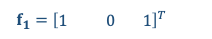 f₁ = [1 0 1]ᵀ